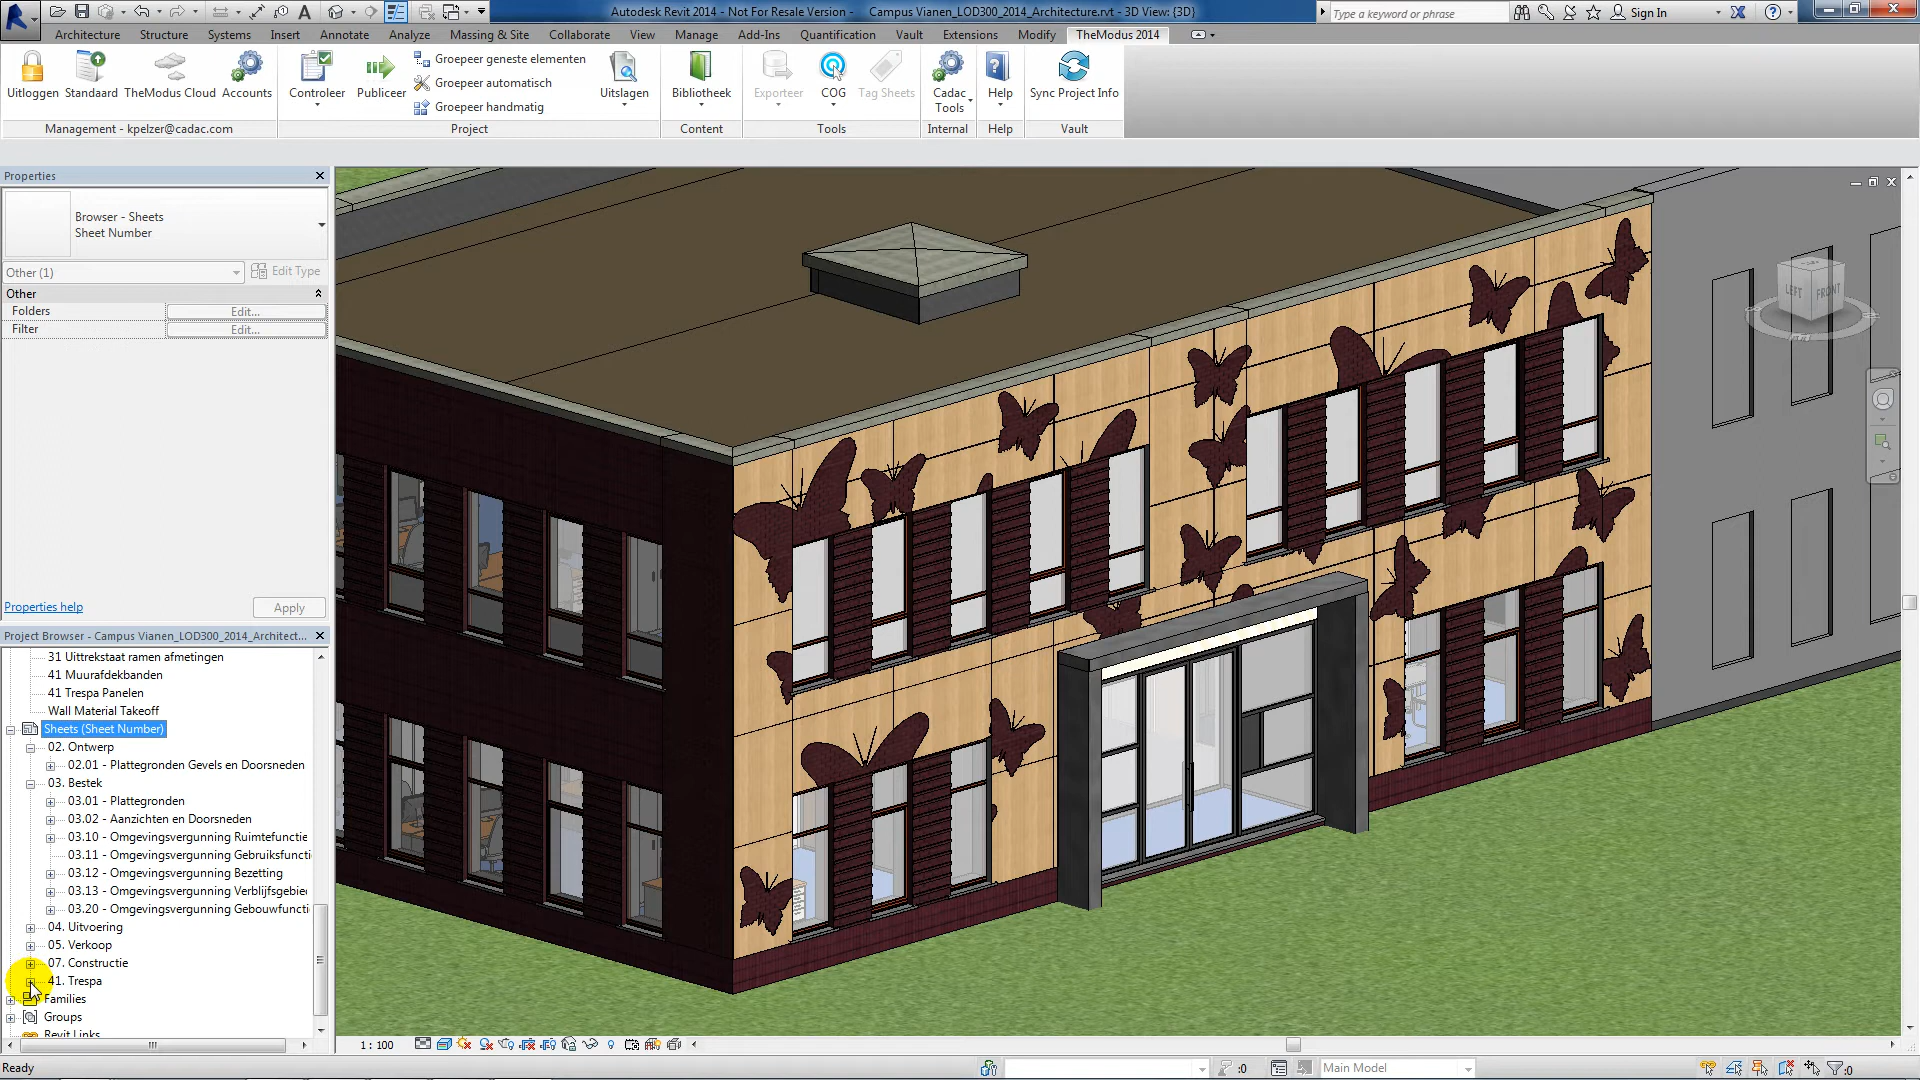 Autodesk Revit 2014 - Not For Resale Version -    Campus Vianen_LOD300_2014_Architecture.rvt - 3D View: {3D}
Type a keyword or phrase
Sign In
Architecture Structure Systems Insert Annotate Analyze Massing & Site Collaborate View Manage Add-Ins Quantification Vault Extensions Modify TheModus 2014
Uitloggen Standaard TheModus Cloud Accounts
Controleer Publiceer
Groepeer geneste elementen
Groepeer automatisch
Groepeer handmatig
Uitslagen
Bibliotheek
Exporteer COG Tag Sheets
Cadac Tools
Help
Sync Project Info
Management - kpelzer@cadac.com Project Content Tools Internal Help Vault
Properties
Browser - Sheets
Sheet Number
Other (1)
Edit Type
Other
Folders Edit...
Filter Edit...
Properties help
Apply
Project Browser - Campus Vianen_LOD300_2014_Architect...
31 Uittrekstaat ramen afmetingen
41 Muurafdekbanden
41 Trespa Panelen
Wall Material Takeoff
Sheets (Sheet Number)
02. Ontwerp
02.01 - Plattegronden Gevels en Doorsneden
03. Bestek
03.01 - Plattegronden
03.02 - Aanzichten en Doorsneden
03.10 - Omgevingsvergunning Ruimtefunctie
03.11 - Omgevingsvergunning Gebruiksfuncti
03.12 - Omgevingsvergunning Bezetting
03.13 - Omgevingsvergunning Verblijfsgebie
03.20 - Omgevingsvergunning Gebouwfuncti
04. Uitvoering
05. Verkoop
07. Constructie
41. Trespa
Families
Groups
Revit Links
LEFT FRONT
1 : 100
Ready
:0
Main Model
:0